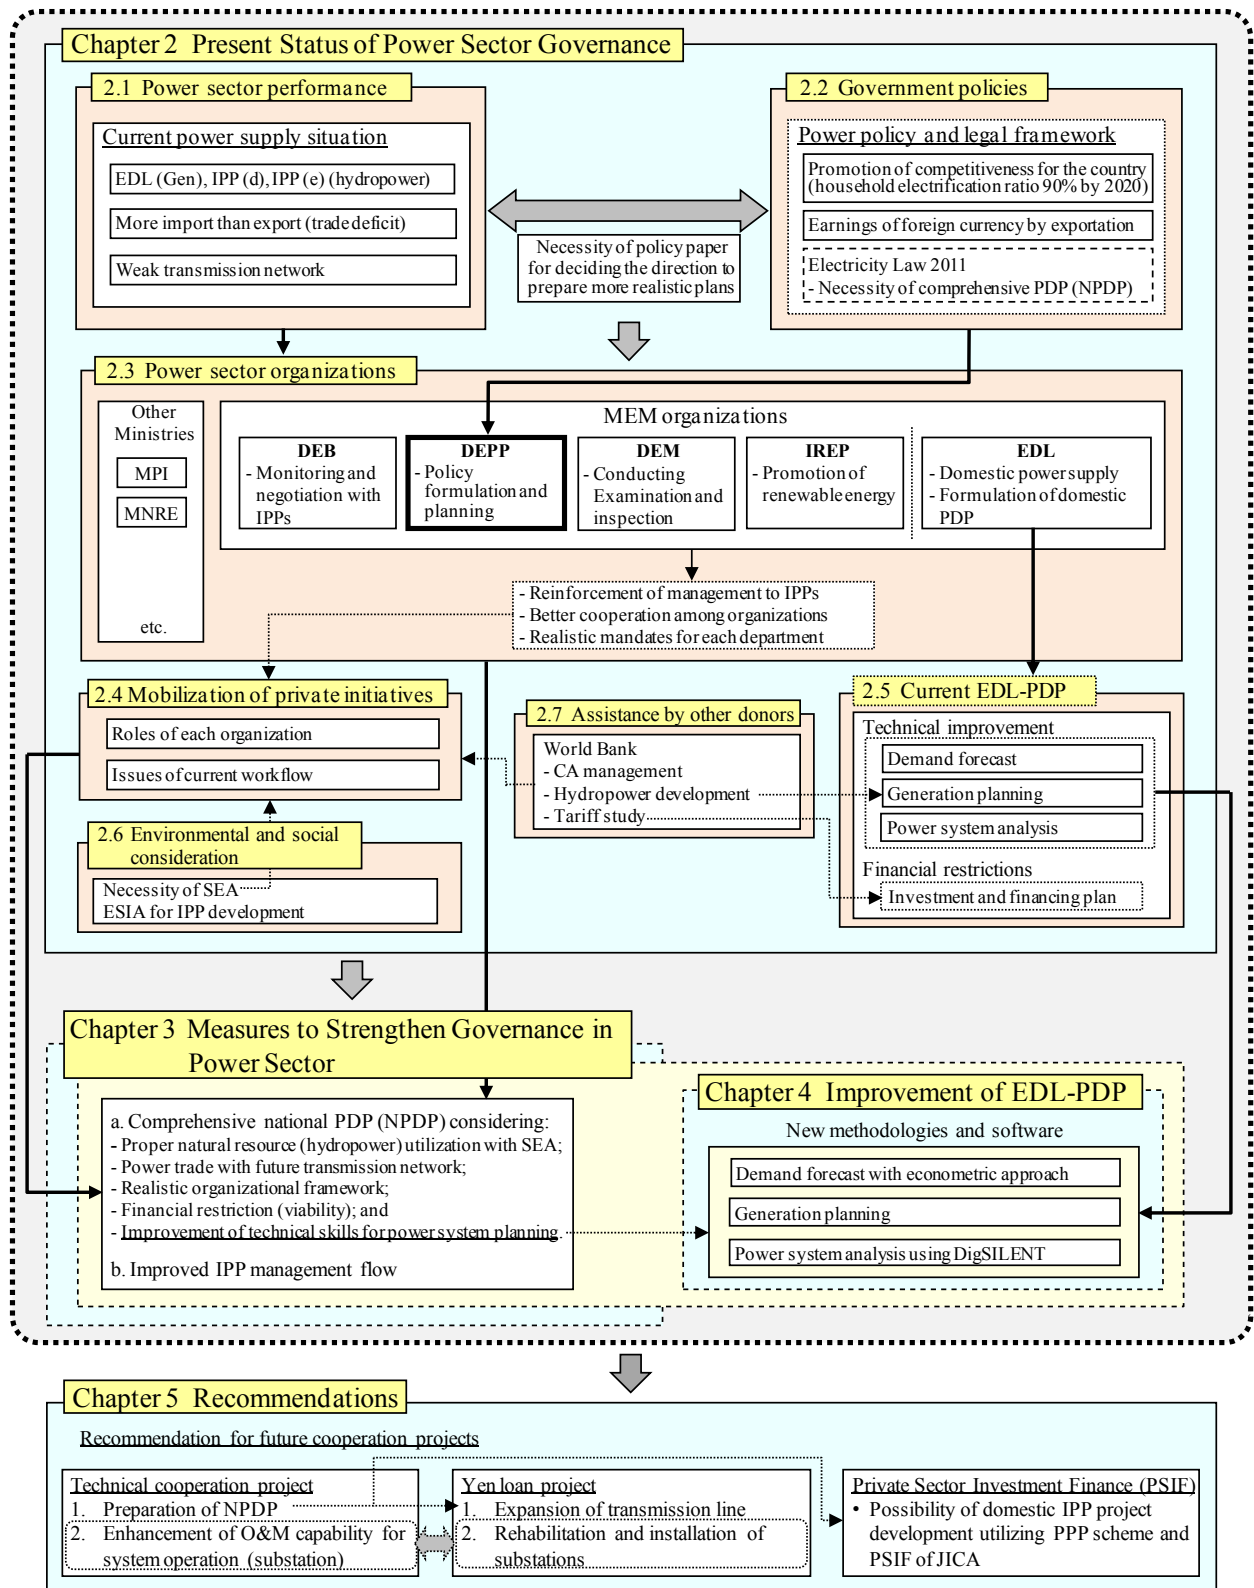 Chapter 2 Present Status of Power Sector Governance
2.1 Power sector performance
Current power supply situation
EDL (Gen), IPP (d), IPP (e) (hydropower)
More import than export (trade deficit)
Weak transmission network
2.2 Government policies
Power policy and legal framework
Promotion of competitiveness for the country
(household electrification ratio 90% by 2020)
Earnings of foreign currency by exportation
Electricity Law 2011
- Necessity of comprehensive PDP (NPDP)
Necessity of policy paper
for deciding the direction to
prepare more realistic plans
2.3 Power sector organizations
Other
Ministries
MPI
MNRE
etc.
MEM organizations
DEB
- Monitoring and
negotiation with
IPPs
DEPP
- Policy
formulation and
planning
DEM
- Conducting
Examination and
inspection
IREP
- Promotion of
renewable energy
EDL
- Domestic power supply
- Formulation of domestic
PDP
- Reinforcement of management to IPPs
- Better cooperation among organizations
- Realistic mandates for each department
2.4 Mobilization of private initiatives
Roles of each organization
Issues of current workflow
2.7 Assistance by other donors
World Bank
- CA management
- Hydropower development
- Tariff study
2.5 Current EDL-PDP
Technical improvement
Demand forecast
Generation planning
Power system analysis
Financial restrictions
Investment and financing plan
2.6 Environmental and social
consideration
Necessity of SEA
ESIA for IPP development
Chapter 3 Measures to Strengthen Governance in
Power Sector
a. Comprehensive national PDP (NPDP) considering:
- Proper natural resource (hydropower) utilization with SEA;
- Power trade with future transmission network;
- Realistic organizational framework;
- Financial restriction (viability); and
- Improvement of technical skills for power system planning.
b. Improved IPP management flow
Chapter 4 Improvement of EDL-PDP
New methodologies and software
Demand forecast with econometric approach
Generation planning
Power system analysis using DigSILENT
Chapter 5 Recommendations
Recommendation for future cooperation projects
Technical cooperation project
1. Preparation of NPDP
2. Enhancement of O&M capability for
system operation (substation)
Yen loan project
1. Expansion of transmission line
2. Rehabilitation and installation of
substations
Private Sector Investment Finance (PSIF)
• Possibility of domestic IPP project
development utilizing PPP scheme and
PSIF of JICA